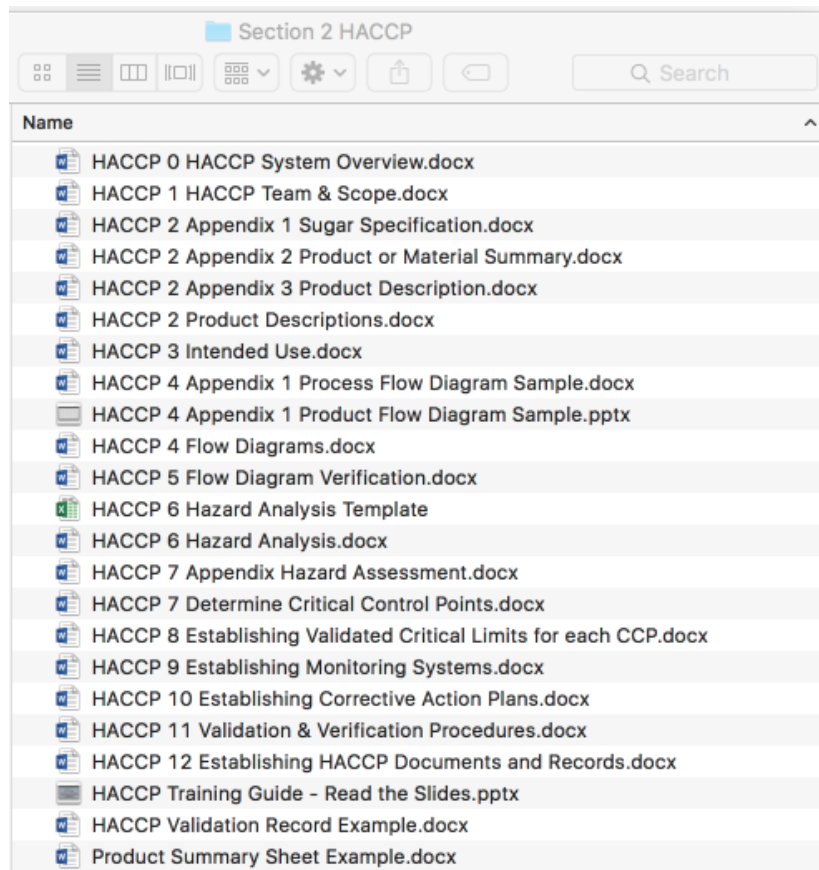 Section 2 HACCP
Search
Name
HACCP 0 HACCP System Overview.docx
HACCP 1 HACCP Team & Scope.docx
HACCP 2 Appendix 1 Sugar Specification.docx
HACCP 2 Appendix 2 Product or Material Summary.docx
HACCP 2 Appendix 3 Product Description.docx
HACCP 2 Product Descriptions.docx
HACCP 3 Intended Use.docx
HACCP 4 Appendix 1 Process Flow Diagram Sample.docx
HACCP 4 Appendix 1 Product Flow Diagram Sample.pptx
HACCP 4 Flow Diagrams.docx
HACCP 5 Flow Diagram Verification.docx
HACCP 6 Hazard Analysis Template
HACCP 6 Hazard Analysis.docx
HACCP 7 Appendix Hazard Assessment.docx
HACCP 7 Determine Critical Control Points.docx
HACCP 8 Establishing Validated Critical Limits for each CCP.docx
HACCP 9 Establishing Monitoring Systems.docx
HACCP 10 Establishing Corrective Action Plans.docx
HACCP 11 Validation & Verification Procedures.docx
HACCP 12 Establishing HACCP Documents and Records.docx
HACCP Training Guide - Read the Slides.pptx
HACCP Validation Record Example.docx
Product Summary Sheet Example.docx